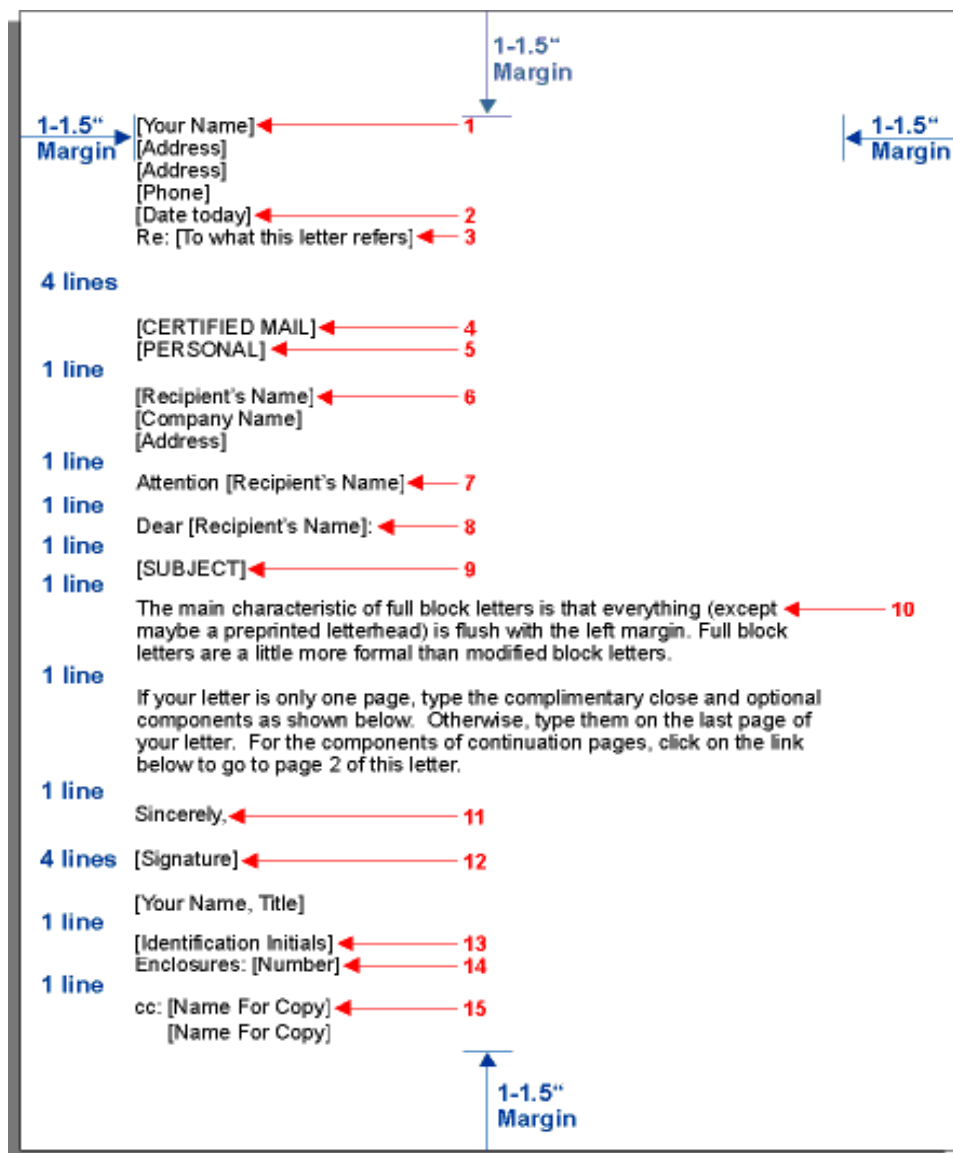 1-1.5“
Margin
1-1.5“
Margin
[Your Name] 1
1-1.5“
Margin
[Address]
[Address]
[Phone]
[Date today] 2
Re: [To what this letter refers] 3
4 lines
[CERTIFIED MAIL] 4
[PERSONAL] 5
1 line
[Recipient's Name] 6
[Company Name]
[Address]
1 line
Attention [Recipient's Name] 7
1 line
Dear [Recipient's Name]: 8
1 line
[SUBJECT] 9
1 line
The main characteristic of full block letters is that everything (except 10
maybe a preprinted letterhead) is flush with the left margin. Full block
letters are a little more formal than modified block letters.
1 line
If your letter is only one page, type the complimentary close and optional
components as shown below.  Otherwise, type them on the last page of
your letter.  For the components of continuation pages, click on the link
below to go to page 2 of this letter.
1 line
Sincerely, 11
4 lines
[Signature] 12
[Your Name, Title]
1 line
[Identification Initials] 13
Enclosures: [Number] 14
1 line
cc: [Name For Copy] 15
[Name For Copy]
1-1.5“
Margin